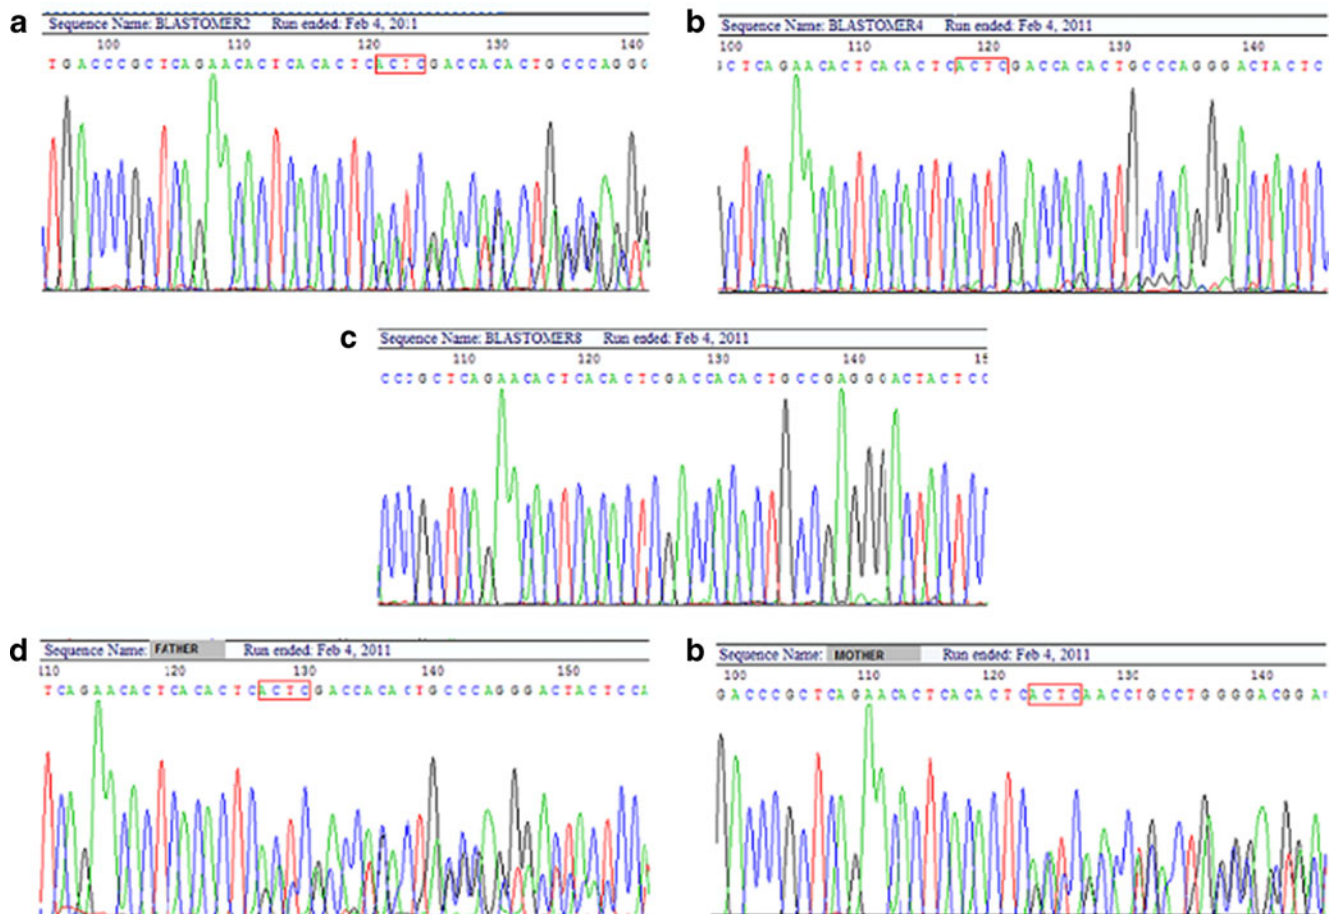 a
Sequence Name: BLASTOMER2 Run ended: Feb 4, 2011
100 110 120 130 140
T G A C C C G C T C A G A A C A C T C A C A C T C A C T C G A C C A C A C T G C C C A G G G
b
Sequence Name: BLASTOMER4 Run ended: Feb 4, 2011
100 110 120 130 140
C T C A G A A C A C T C A C A C T C A C T C G A C C A C A C T G C C C A G G G A C T A C T C
c
Sequence Name: BLASTOMER8 Run ended: Feb 4, 2011
110 120 130 140 15
C C T G C T C A G A A C A C T C A C A C T C G A C C A C A C T G C C G A G G G A C T A C T C C
d
Sequence Name: FATHER Run ended: Feb 4, 2011
110 120 130 140 150
T C A G A A C A C T C A C A C T C A C T C G A C C A C A C T G C C C A G G G A C T A C T C C A
b
Sequence Name: MOTHER Run ended: Feb 4, 2011
100 110 120 130 140
G A C C C G C T C A G A A C A C T C A C A C T C A C T C A A C C T G C C T G G G G A C G G A